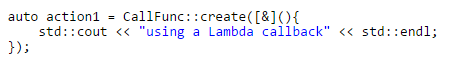 auto action1 = CallFunc::create([&](){
    std::cout << "using a Lambda callback" << std::endl;
});